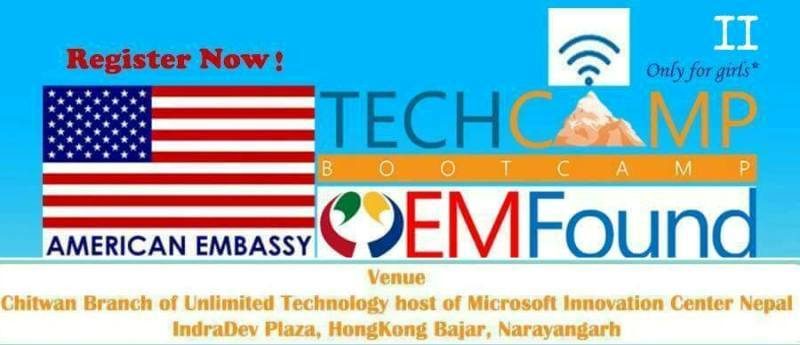 II
Register Now !
Only for girls*
TECHCAMP
BOOTCAMP
AMERICAN EMBASSY
EMFound
Venue
Chitwan Branch of Unlimited Technology host of Microsoft Innovation Center Nepal
IndraDev Plaza, HongKong Bajar, Narayangarh